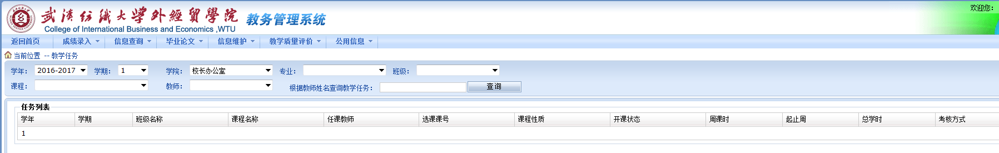 武漢紡織大學外經貿學院 教务管理系统
College of International Business and Economics ,WTU
欢迎您：
返回首页 成绩录入 信息查询 毕业论文 信息维护 教学质量评价 公用信息
当前位置 -- 教学任务
学年： 2016-2017 学期： 1 学院： 校长办公室 专业： 班级：
课程： 教师： 根据教师姓名查询教学任务： 查询
任务列表
学年 学期 班级名称 课程名称 任课教师 选课课号 课程性质 开课状态 周课时 起止周 总学时 考核方式
1